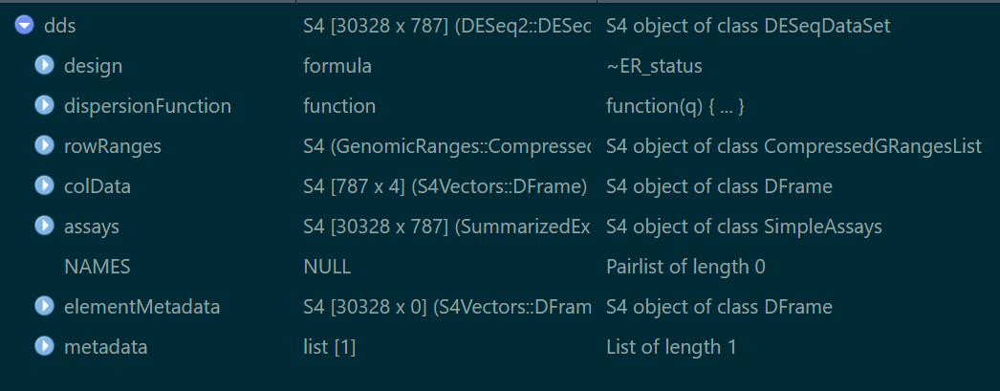 dds S4 [30328 x 787] (DESeq2::DESec S4 object of class DESeqDataSet
design formula ~ER_status
dispersionFunction function function(q) { ... }
rowRanges S4 (GenomicRanges::Compressec S4 object of class CompressedGRangesList
colData S4 [787 x 4] (S4Vectors::DFrame) S4 object of class DFrame
assays S4 [30328 x 787] (SummarizedEx S4 object of class SimpleAssays
NAMES NULL Pairlist of length 0
elementMetadata S4 [30328 x 0] (S4Vectors::DFram S4 object of class DFrame
metadata list [1] List of length 1